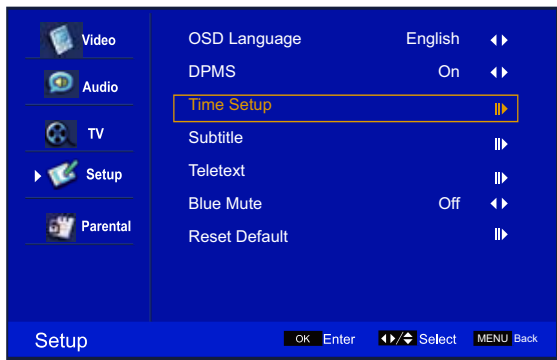 Video
Audio
TV
Setup
Parental
OSD Language English
DPMS On
Time Setup
Subtitle
Teletext
Blue Mute Off
Reset Default
Setup OK Enter Select MENU Back